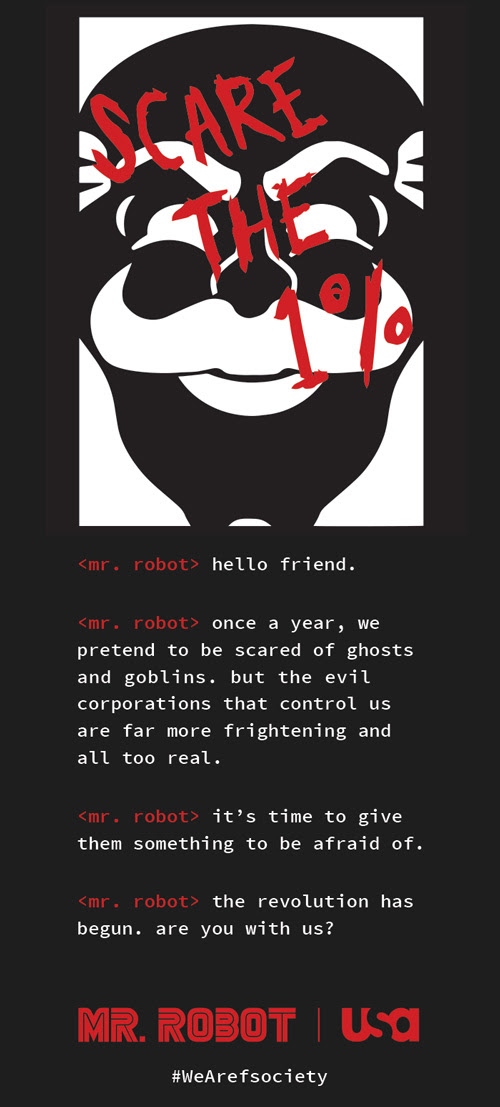 SCARE
THE
1%
<mr. robot> hello friend.
<mr. robot> once a year, we
pretend to be scared of ghosts
and goblins. but the evil
corporations that control us
are far more frightening and
all too real.
<mr. robot> it’s time to give
them something to be afraid of.
<mr. robot> the revolution has
begun. are you with us?
MR. ROBOT | usa
#WeArefsociety